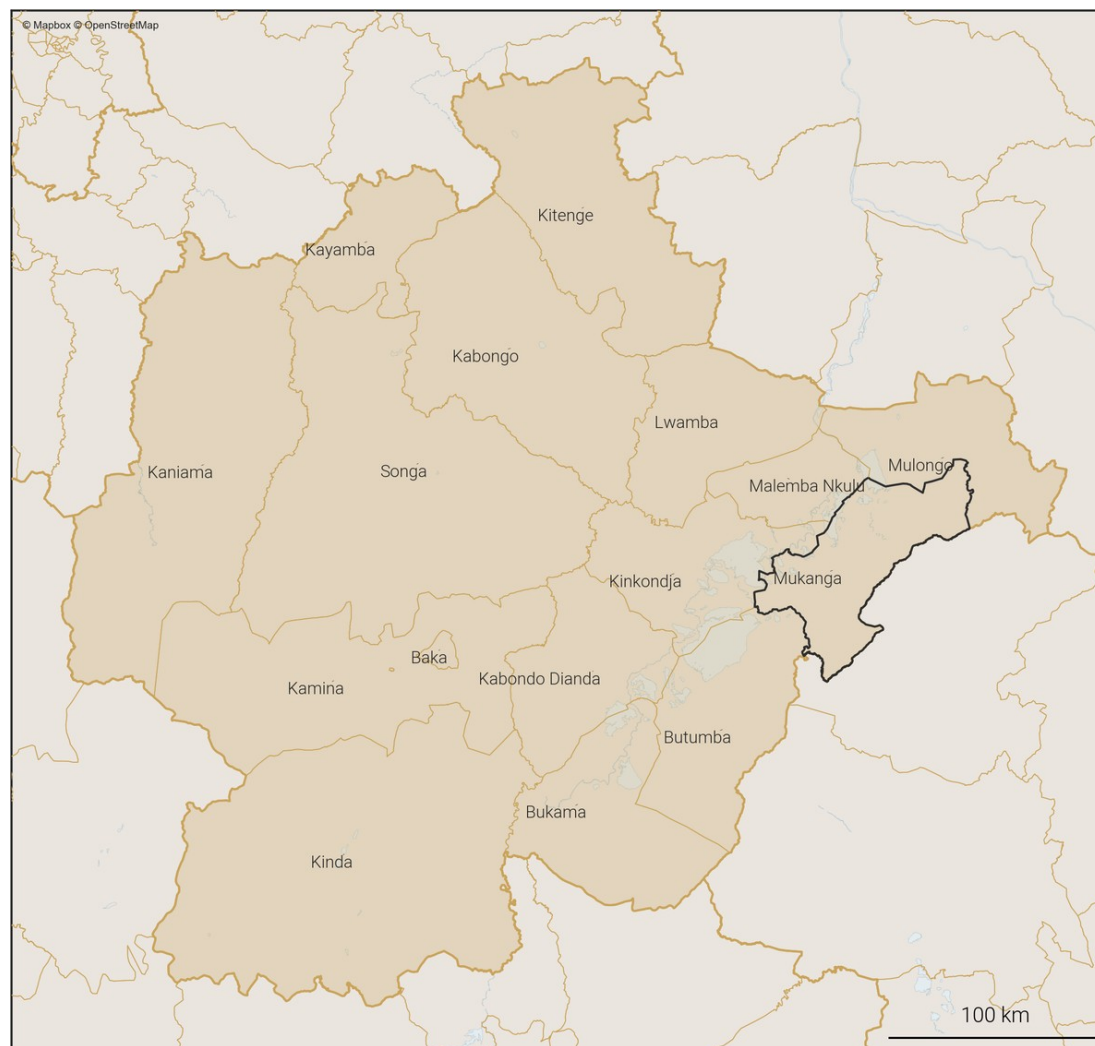 © Mapbox © OpenStreetMap
Kitenge
Kayamba
Kabongo
Lwamba
Kaniama
Songa
Mulongo
Malemba Nkulu
Kinkondja
Mukanga
Baka
Kamina
Kabondo Dianda
Butumba
Bukama
Kinda
100 km